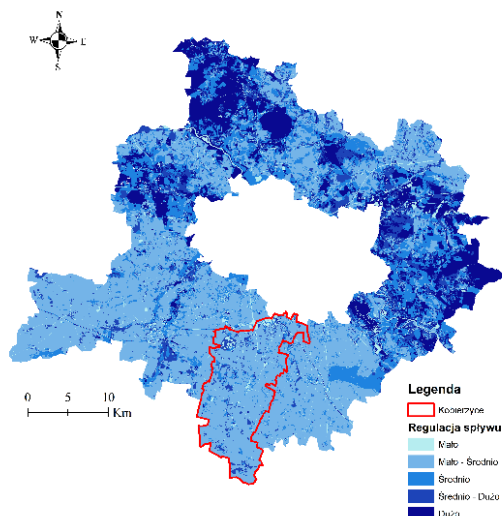 N
W E
S
0 5 10
Km
Legenda
Kobierzyce
Regulacja spływu
Mało
Mało - Średnio
Średnio
Średnio - Dużo
Dużo